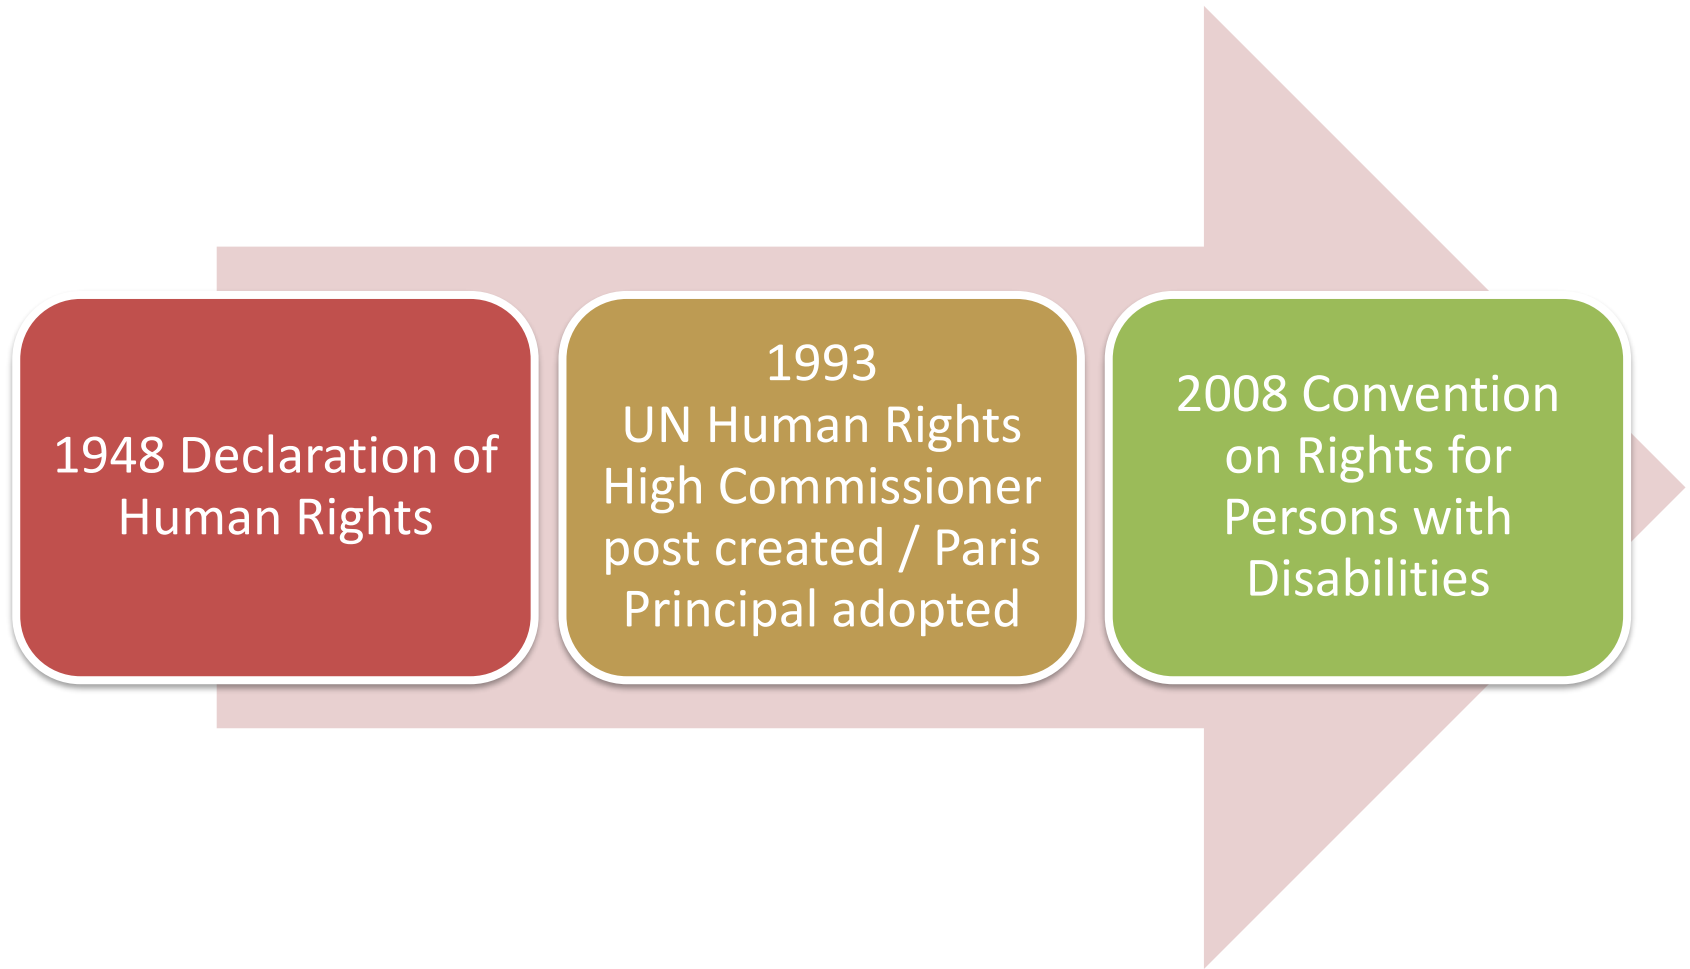 1948 Declaration of
Human Rights
1993
UN Human Rights
High Commissioner
post created / Paris
Principal adopted
2008 Convention
on Rights for
Persons with
Disabilities